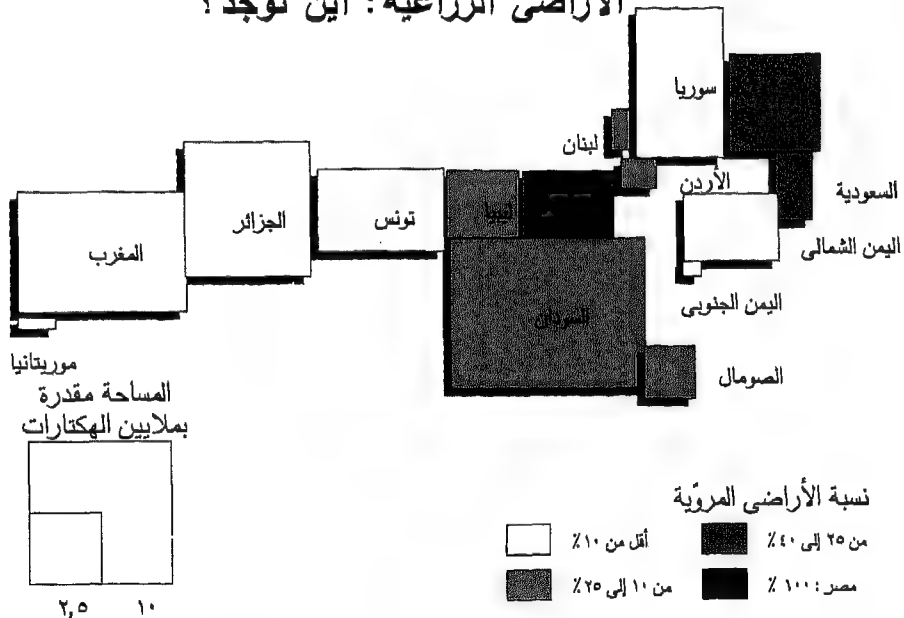 الأراضى الزراعية: أين توجد؟
سوريا
لبنان
الأردن
السعودية
ليبيا
تونس
الجزائر
المغرب
اليمن الشمالى
السودان
اليمن الجنوبى
موريتانيا
الصومال
المساحة مقدرة
بملايين الهكتارات
٢,٥
١٠
نسبة الأراضى المروّية
من ٢٥ إلى ٤٠ ٪
أقل من ١٠ ٪
مصر : ١٠٠ ٪
من ١٠ إلى ٢٥ ٪